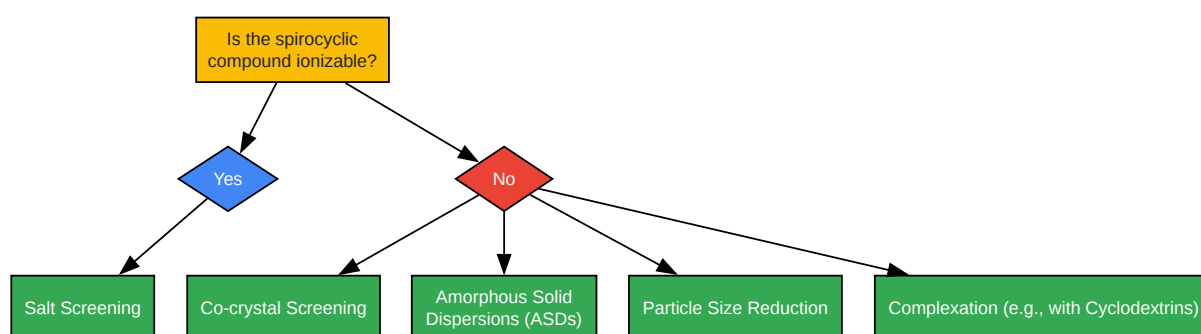 Is the spirocyclic
compound ionizable?
Yes
No
Salt Screening
Co-crystal Screening
Amorphous Solid
Dispersions (ASDs)
Particle Size Reduction
Complexation (e.g., with Cyclodextrins)